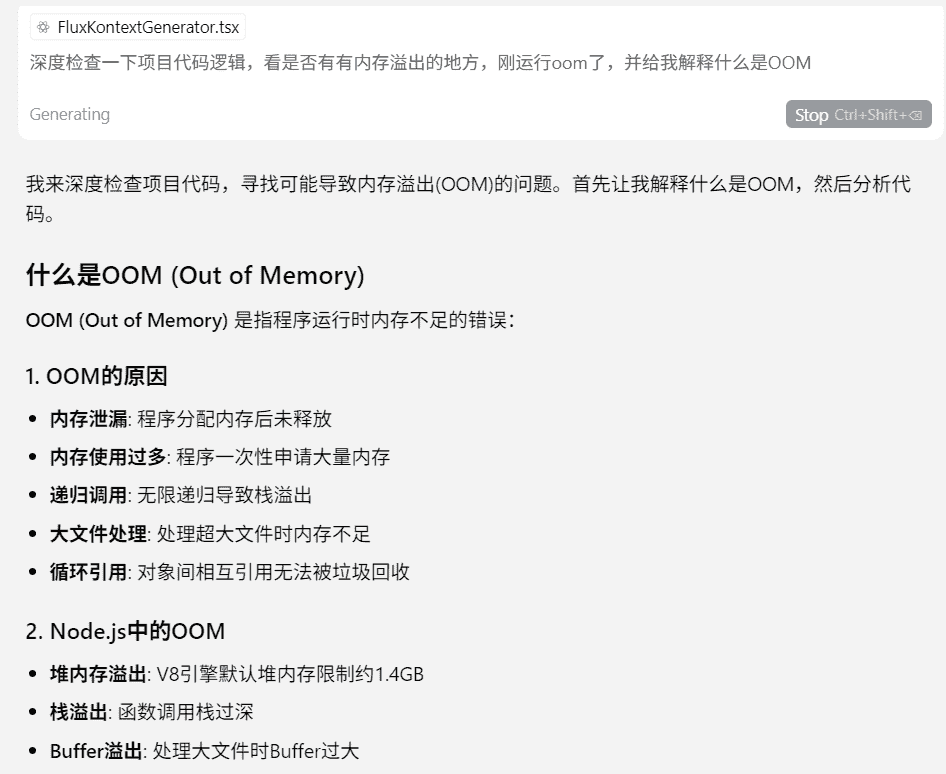 FluxKontextGenerator.tsx
深度检查一下项目代码逻辑，看是否有有内存溢出的地方，刚运行oom了，并给我解释什么是OOM
Generating
Stop Ctrl+Shift+⌫
我来深度检查项目代码，寻找可能导致内存溢出(OOM)的问题。首先让我解释什么是OOM，然后分析代
码。
什么是OOM (Out of Memory)
OOM (Out of Memory) 是指程序运行时内存不足的错误：
1. OOM的原因
• 内存泄漏: 程序分配内存后未释放
• 内存使用过多: 程序一次性申请大量内存
• 递归调用: 无限递归导致栈溢出
• 大文件处理: 处理超大文件时内存不足
• 循环引用: 对象间相互引用无法被垃圾回收
2. Node.js中的OOM
• 堆内存溢出: V8引擎默认堆内存限制约1.4GB
• 栈溢出: 函数调用栈过深
• Buffer溢出: 处理大文件时Buffer过大